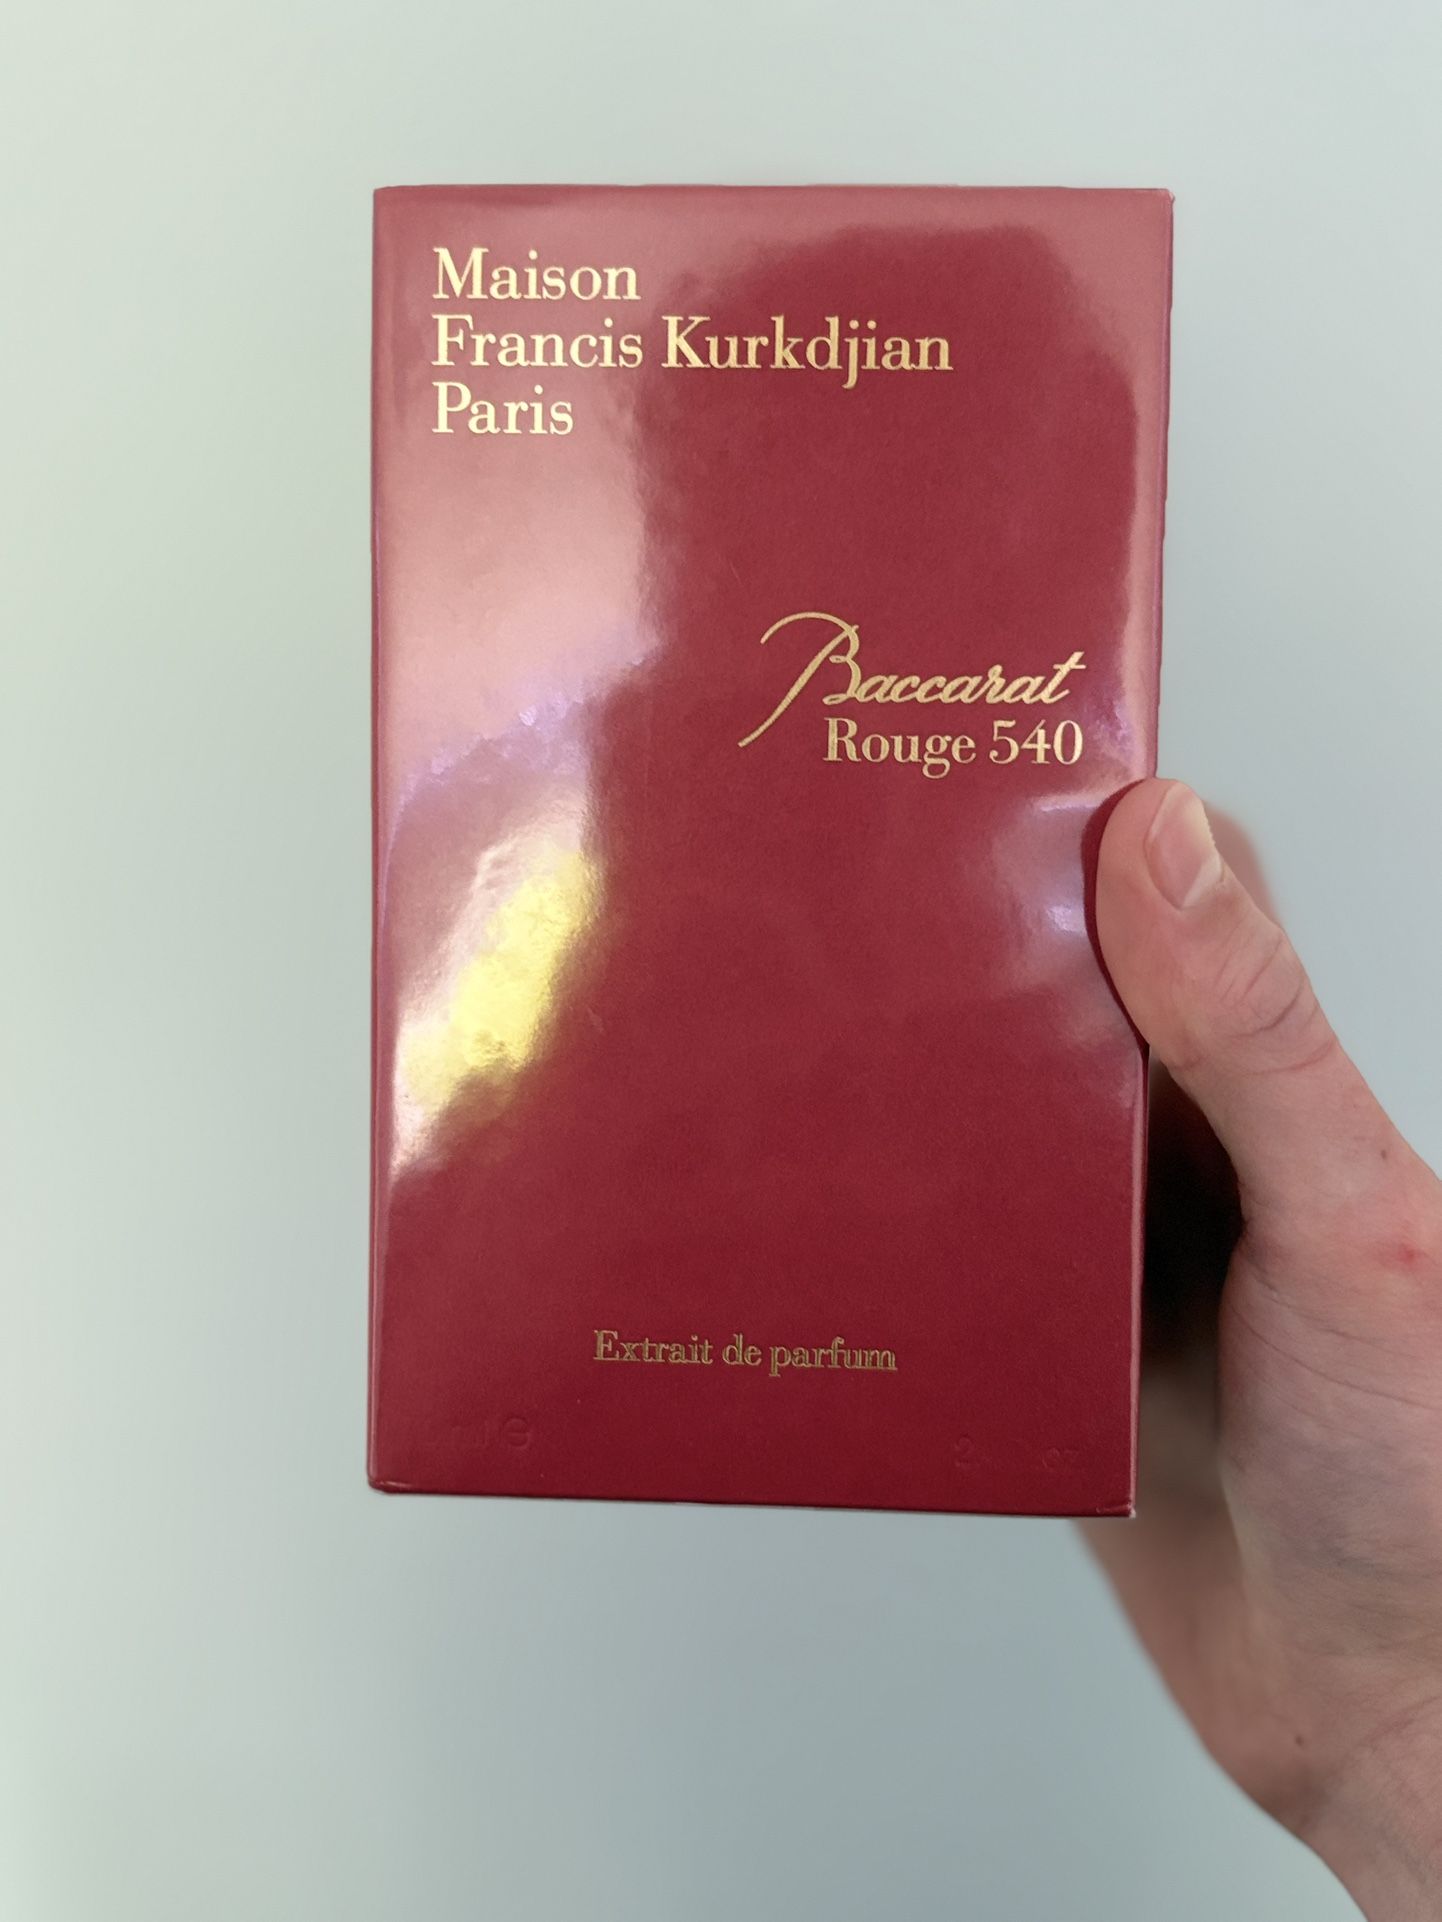 Maison
Francis Kurkdjian
Paris
Baccarat
Rouge 540
Extrait de parfum